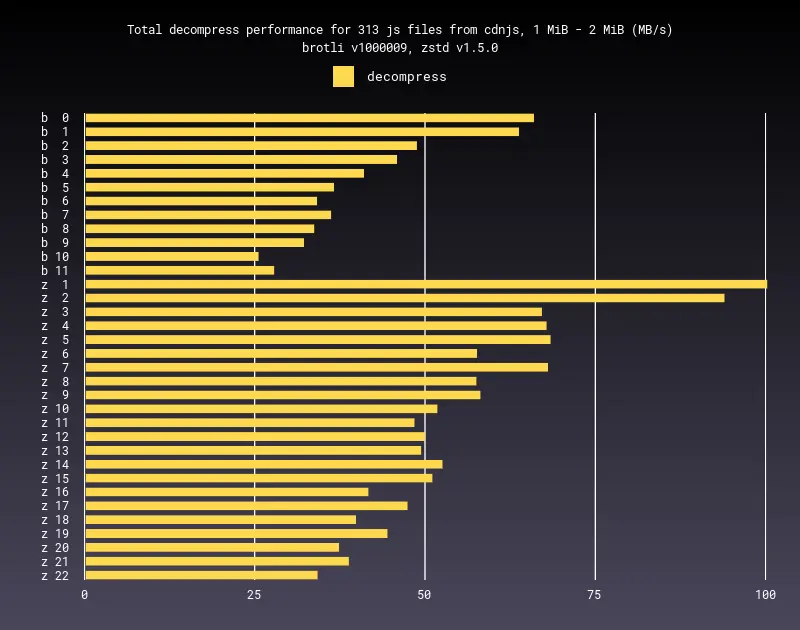 Total decompress performance for 313 js files from cdnjs, 1 MiB - 2 MiB (MB/s)
brotli v1000009, zstd v1.5.0
decompress
b 0
b 1
b 2
b 3
b 4
b 5
b 6
b 7
b 8
b 9
b 10
b 11
z 1
z 2
z 3
z 4
z 5
z 6
z 7
z 8
z 9
z 10
z 11
z 12
z 13
z 14
z 15
z 16
z 17
z 18
z 19
z 20
z 21
z 22
0 25 50 75 100